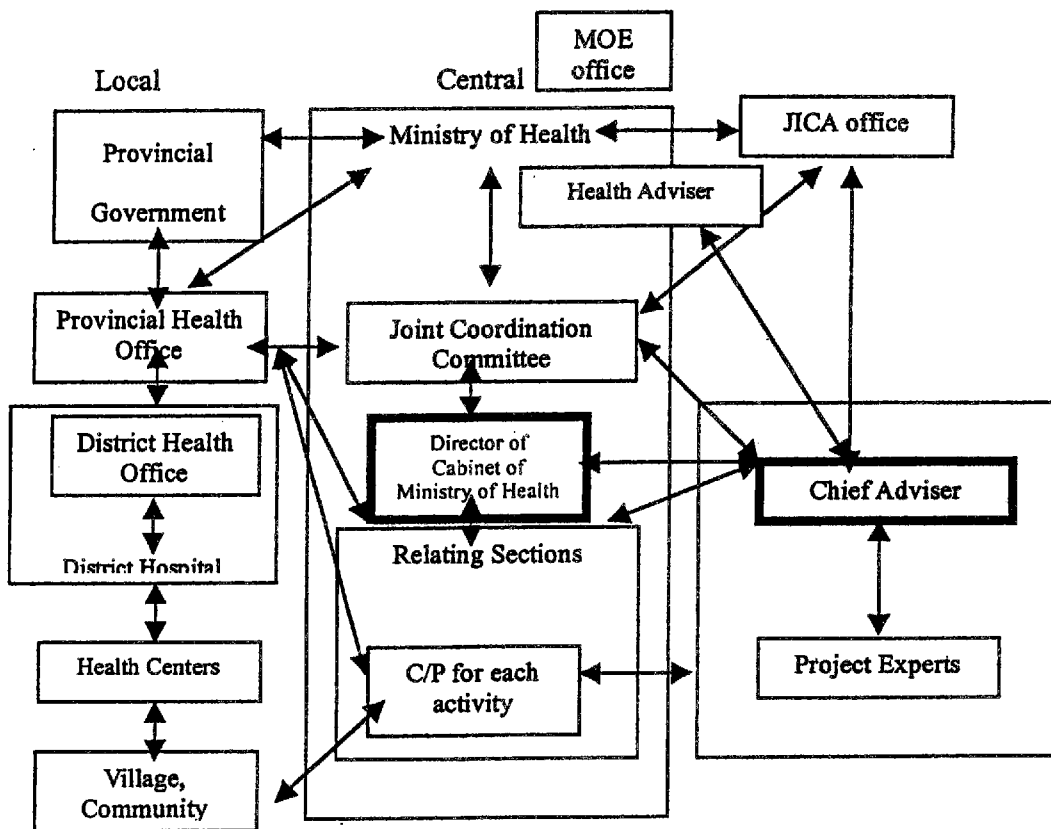 MOE
office
Local
Central
Provincial
Government
Ministry of Health
JICA office
Health Adviser
Provincial Health
Office
Joint Coordination
Committee
District Health
Office
District Hospital
Director of
Cabinet of
Ministry of Health
Chief Adviser
Relating Sections
Health Centers
C/P for each
activity
Project Experts
Village,
Community